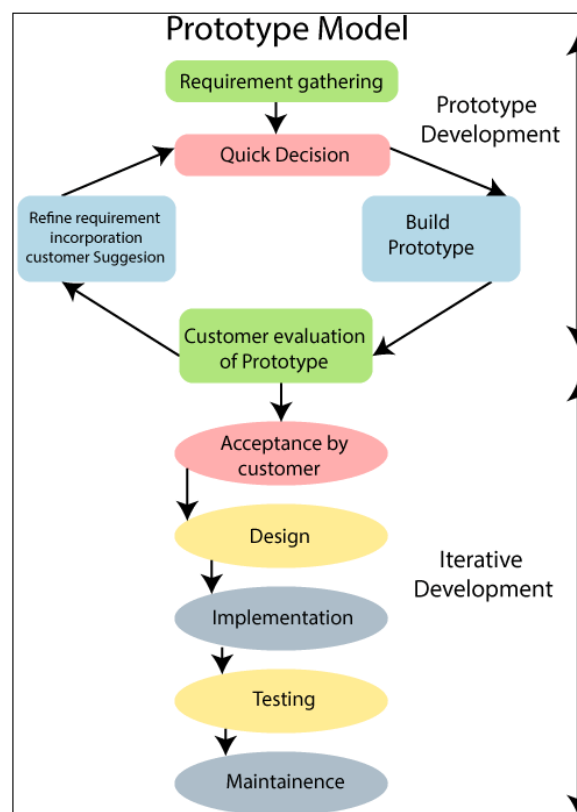 Prototype Model
Requirement gathering
Prototype
Development
Quick Decision
Refine requirement
incorporation
customer Suggesion
Build
Prototype
Customer evaluation
of Prototype
Acceptance by
customer
Design
Iterative
Development
Implementation
Testing
Maintainence